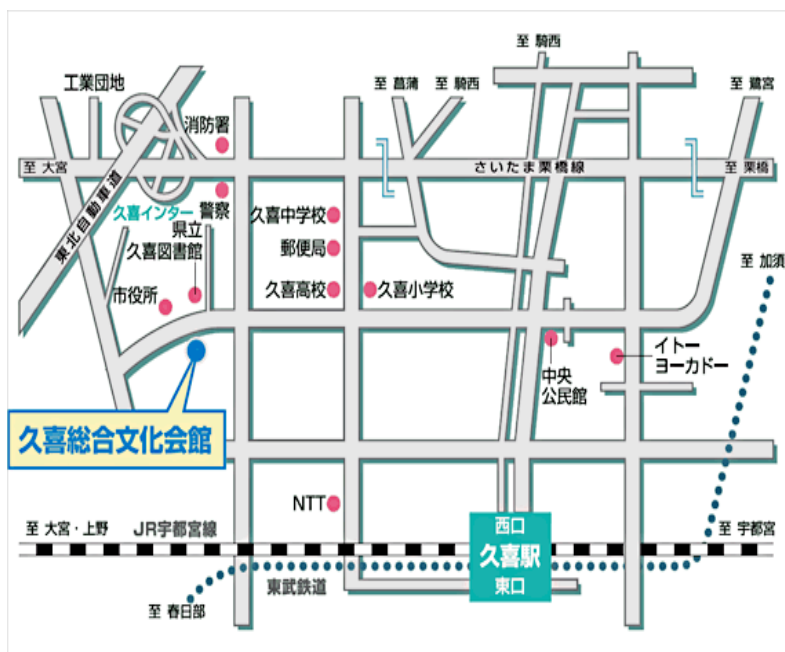 至 騎西
工業団地
至 菖蒲
至 騎西
至 鷺宮
消防署
至 大宮
さいたま栗橋線
至 栗橋
東北自動車道
久喜インター
警察
県立
久喜図書館
久喜中学校
郵便局
市役所
久喜高校
久喜小学校
至 加須
中央
公民館
イトー
ヨーカドー
久喜総合文化会館
NTT
至 大宮・上野
JR宇都宮線
西口
久喜駅
東口
至 宇都宮
東武鉄道
至 春日部